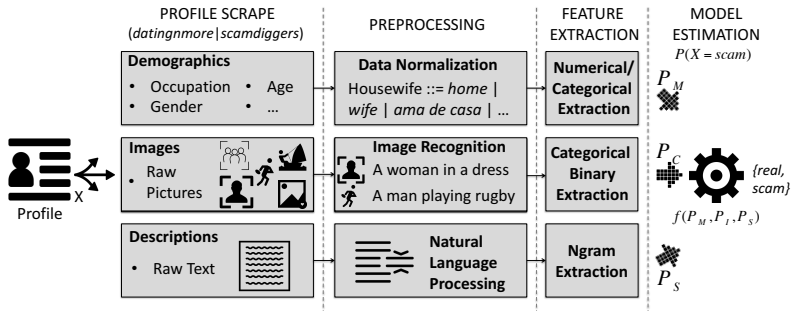 PROFILE SCRAPE
(datingnmore|scamdiggers)
PREPROCESSING
FEATURE
EXTRACTION
MODEL
ESTIMATION
P(X = scam)
Demographics
• Occupation • Age
• Gender • ...
Data Normalization
Housewife ::= home |
wife | ama de casa | ...
Numerical/
Categorical
Extraction
P_M
Profile
X
Images
• Raw
Pictures
Image Recognition
A woman in a dress
A man playing rugby
Categorical
Binary
Extraction
P_C
{real,
scam}
f(P_M, P_I, P_S)
Descriptions
• Raw Text
Natural
Language
Processing
Ngram
Extraction
P_S